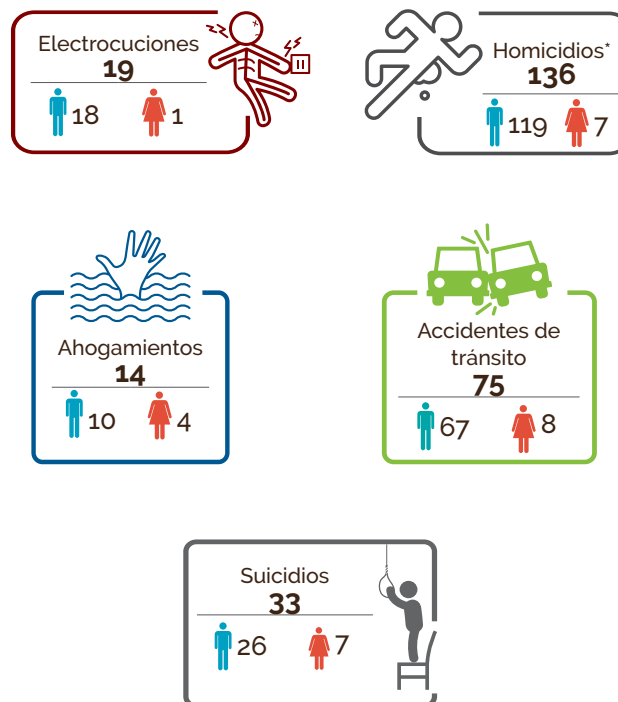 Electrocuciones
19
18 1
Homicidios*
136
119 7
Ahogamientos
14
10 4
Accidentes de
tránsito
75
67 8
Suicidios
33
26 7